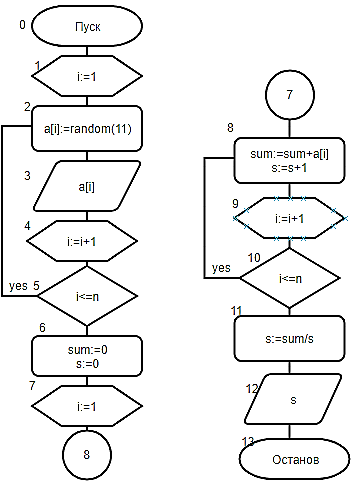 0
Пуск
1
i:=1
2
a[i]:=random(11)
3
a[i]
4
i:=i+1
yes 5
i<=n
6
sum:=0
s:=0
7
i:=1
8
7
8
sum:=sum+a[i]
s:=s+1
9
i:=i+1
10
yes
i<=n
11
s:=sum/s
12
s
13
Останов